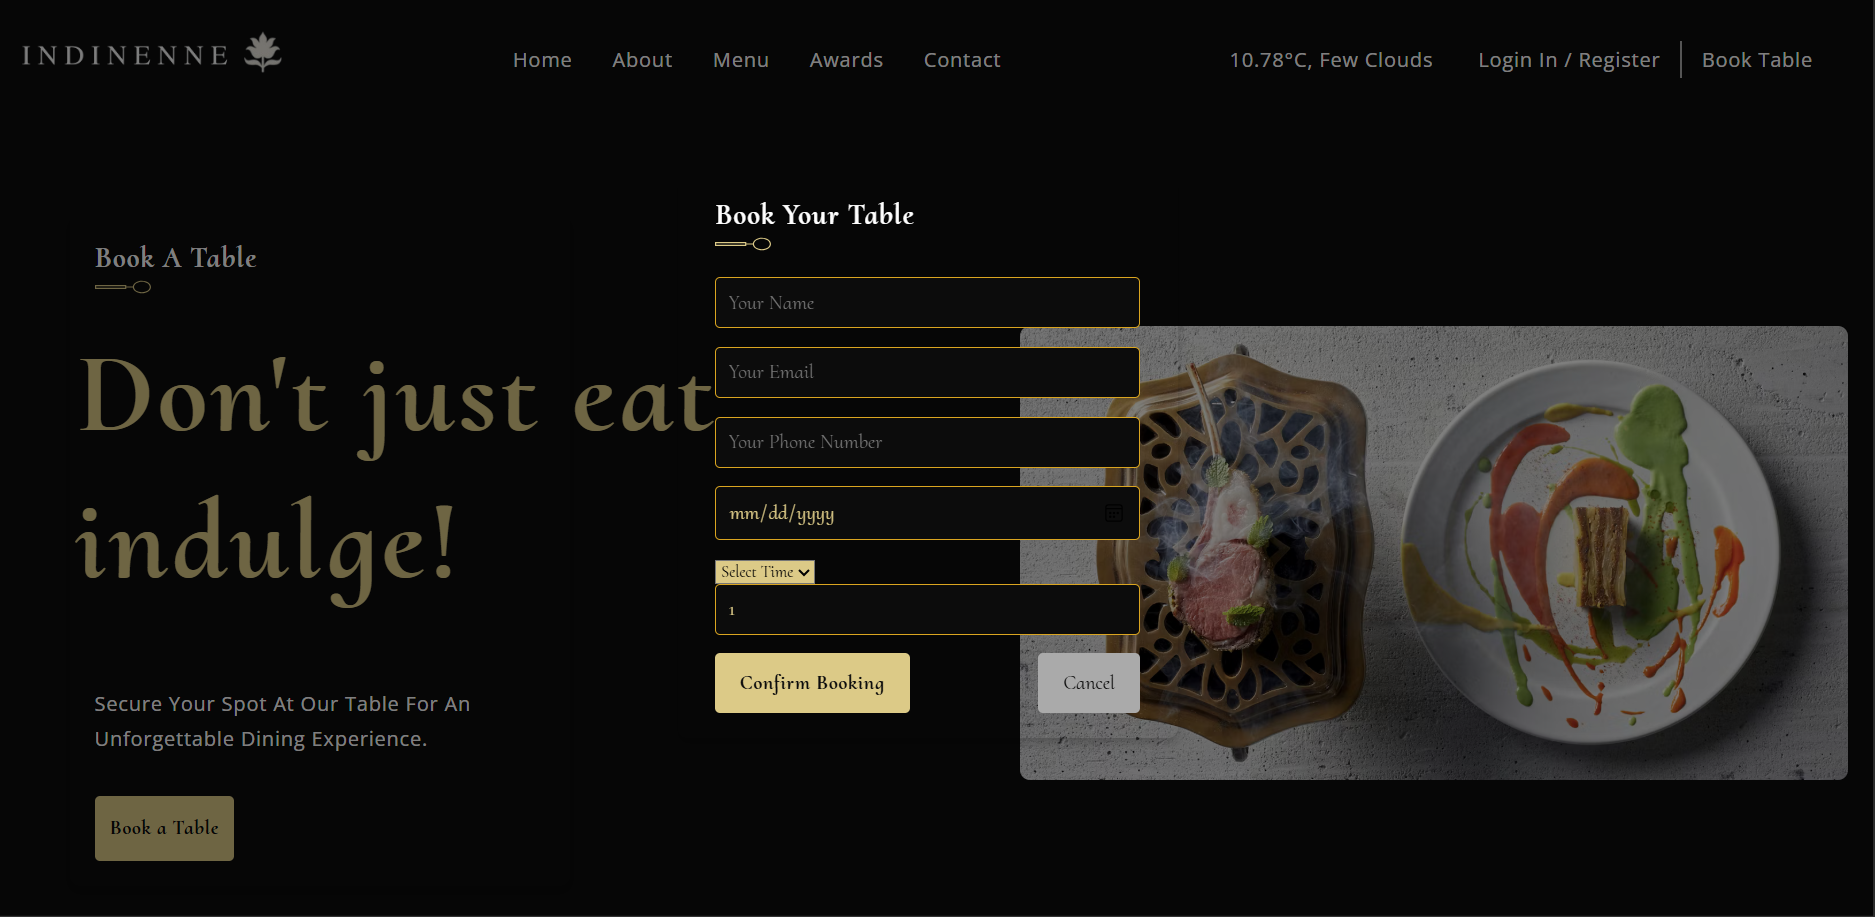 INDINENNE
Home About Menu Awards Contact
10.78°C, Few Clouds Login In / Register Book Table
Book A Table
Don't just eat
indulge!
Secure Your Spot At Our Table For An
Unforgettable Dining Experience.
Book a Table
Book Your Table
Your Name
Your Email
Your Phone Number
mm/dd/yyyy
Select Time
1
Confirm Booking Cancel